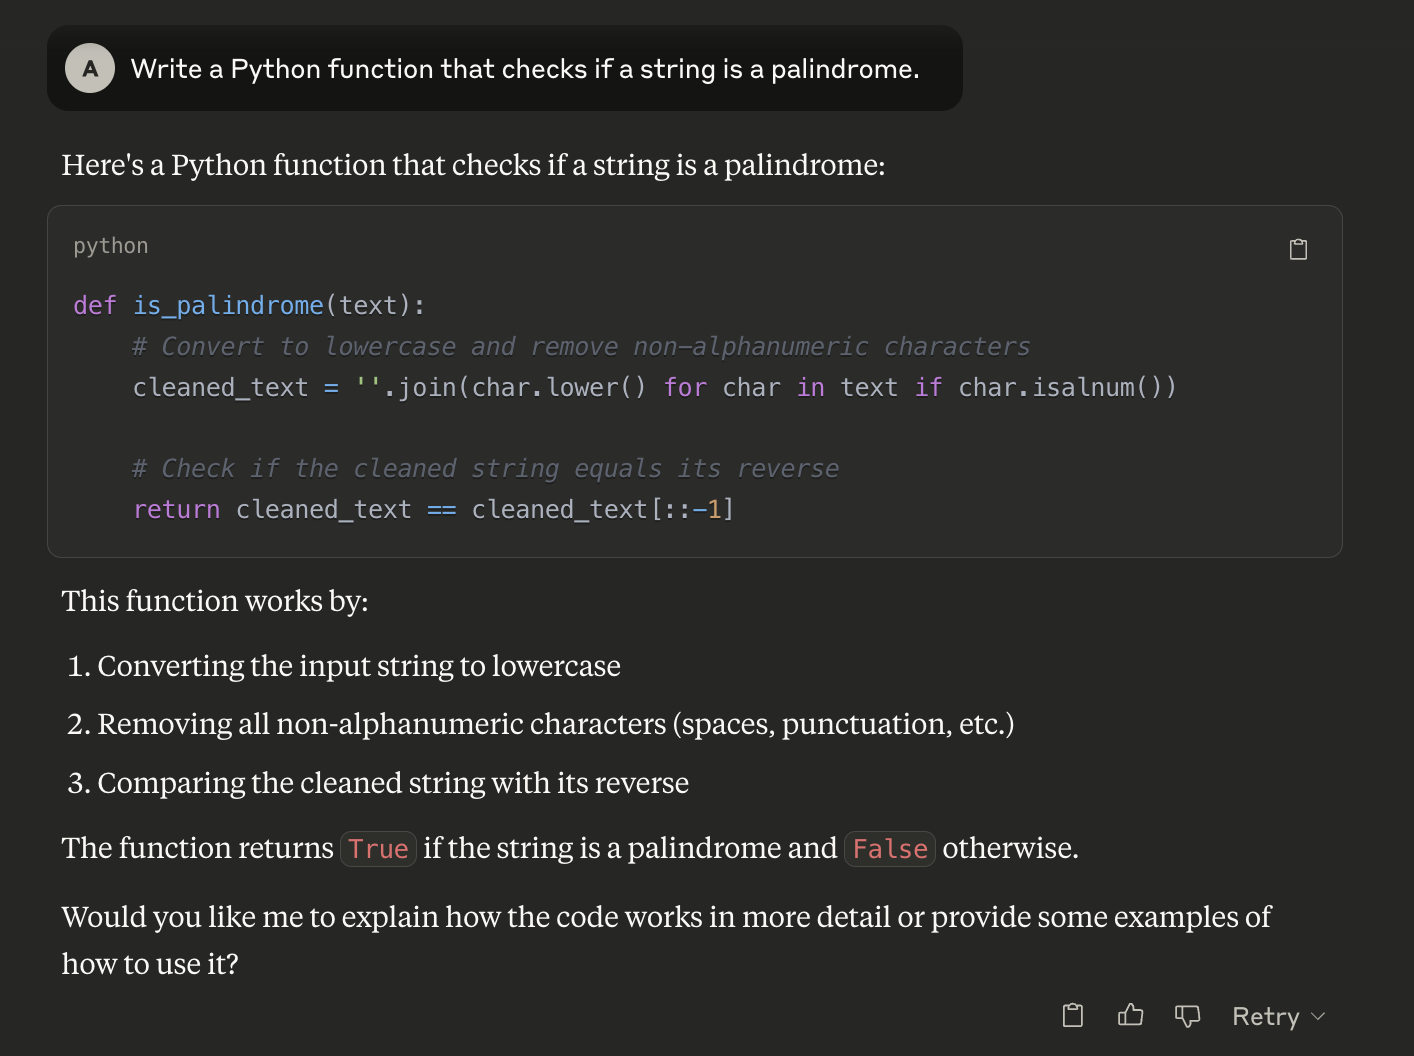 A
Write a Python function that checks if a string is a palindrome.
Here's a Python function that checks if a string is a palindrome:
python
def is_palindrome(text):
    # Convert to lowercase and remove non-alphanumeric characters
    cleaned_text = ''.join(char.lower() for char in text if char.isalnum())
    # Check if the cleaned string equals its reverse
    return cleaned_text == cleaned_text[::-1]
This function works by:
1. Converting the input string to lowercase
2. Removing all non-alphanumeric characters (spaces, punctuation, etc.)
3. Comparing the cleaned string with its reverse
The function returns True if the string is a palindrome and False otherwise.
Would you like me to explain how the code works in more detail or provide some examples of
how to use it?
Retry